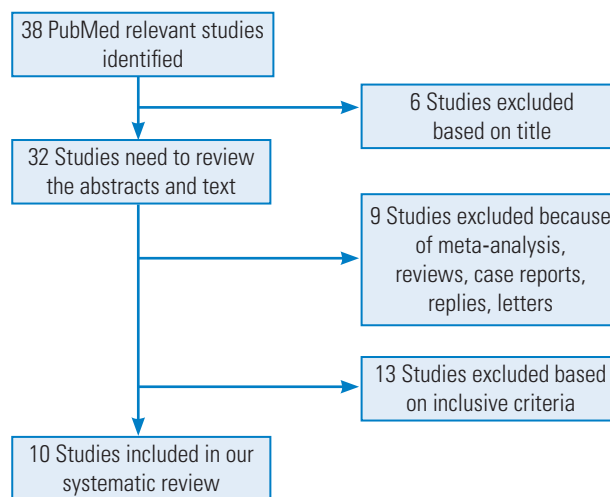 38 PubMed relevant studies
identified
6 Studies excluded
based on title
32 Studies need to review
the abstracts and text
9 Studies excluded because
of meta-analysis,
reviews, case reports,
replies, letters
13 Studies excluded based
on inclusive criteria
10 Studies included in our
systematic review